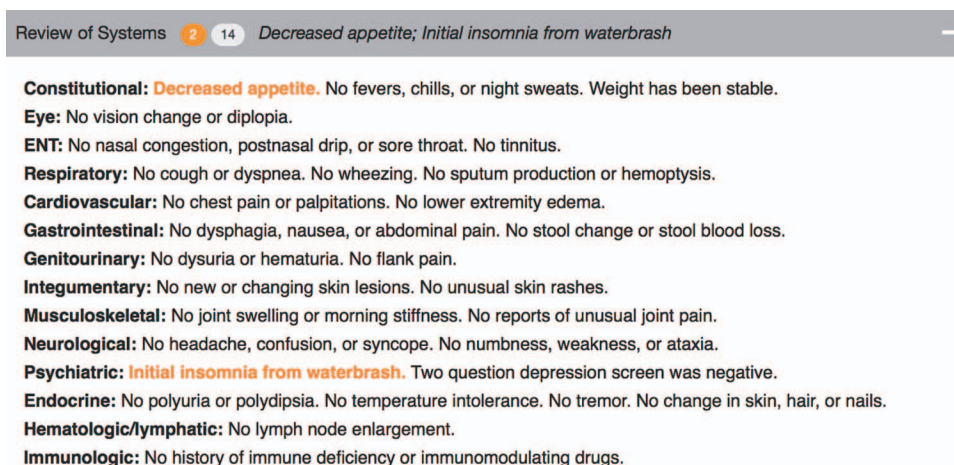 Review of Systems 2 14 Decreased appetite; Initial insomnia from waterbrash
Constitutional: Decreased appetite. No fevers, chills, or night sweats. Weight has been stable.
Eye: No vision change or diplopia.
ENT: No nasal congestion, postnasal drip, or sore throat. No tinnitus.
Respiratory: No cough or dyspnea. No wheezing. No sputum production or hemoptysis.
Cardiovascular: No chest pain or palpitations. No lower extremity edema.
Gastrointestinal: No dysphagia, nausea, or abdominal pain. No stool change or stool blood loss.
Genitourinary: No dysuria or hematuria. No flank pain.
Integumentary: No new or changing skin lesions. No unusual skin rashes.
Musculoskeletal: No joint swelling or morning stiffness. No reports of unusual joint pain.
Neurological: No headache, confusion, or syncope. No numbness, weakness, or ataxia.
Psychiatric: Initial insomnia from waterbrash. Two question depression screen was negative.
Endocrine: No polyuria or polydipsia. No temperature intolerance. No tremor. No change in skin, hair, or nails.
Hematologic/lymphatic: No lymph node enlargement.
Immunologic: No history of immune deficiency or immunomodulating drugs.